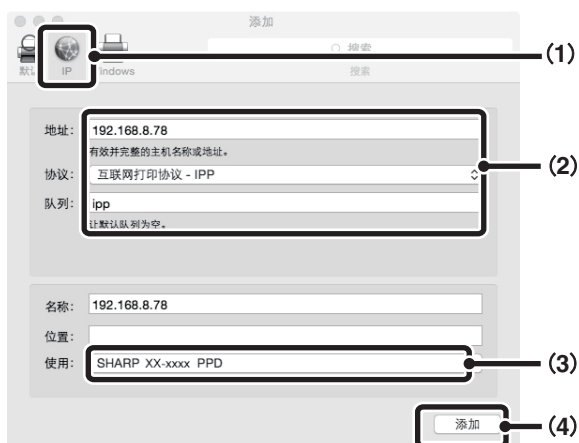 添加
搜索
IP
indows
搜索
(1)
地址: 192.168.8.78
有效并完整的主机名称或地址。
(2)
协议: 互联网打印协议 - IPP
队列: ipp
让默认队列为空。
名称: 192.168.8.78
位置:
使用: SHARP XX-xxxx PPD
(3)
添加
(4)